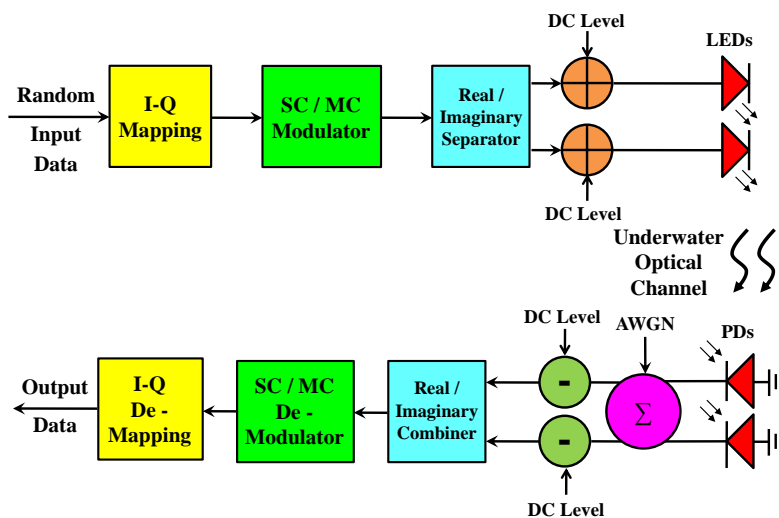 DC Level
LEDs
Random
Input
Data
I-Q
Mapping
SC / MC
Modulator
Real /
Imaginary
Separator
DC Level
Underwater
Optical
Channel
DC Level
AWGN
PDs
Output
Data
I-Q
De -
Mapping
SC / MC
De -
Modulator
Real /
Imaginary
Combiner
-
-
Σ
DC Level